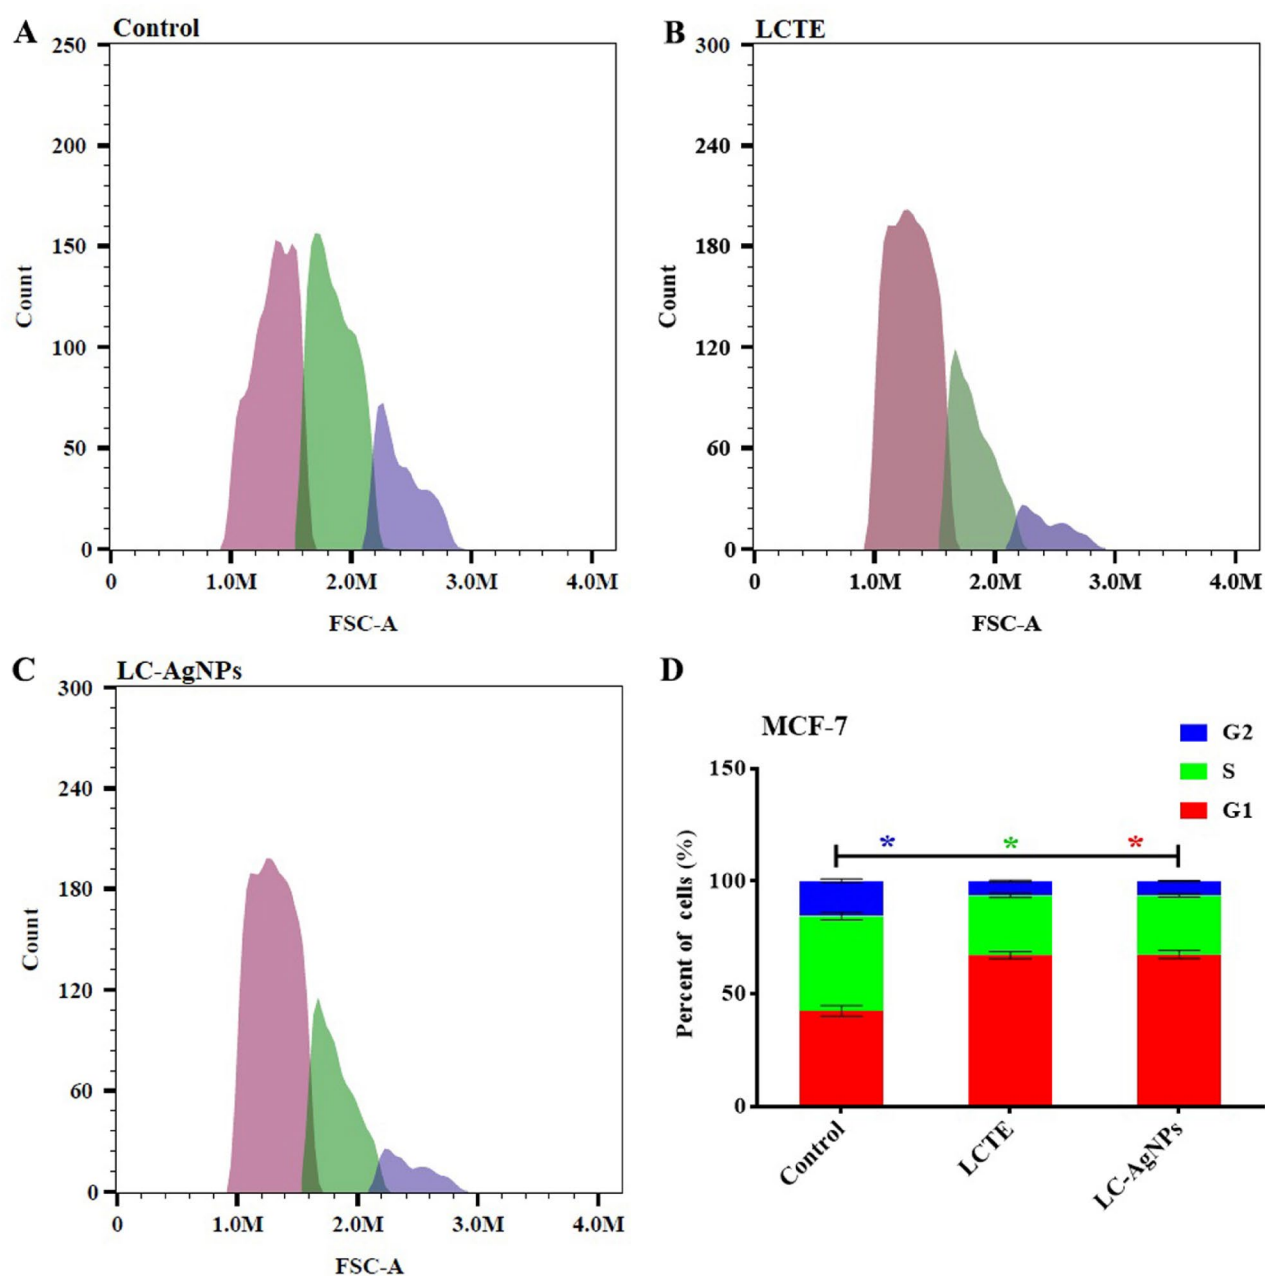 A Control
250
200
150
100
50
0
Count
0 1.0M 2.0M 3.0M 4.0M
FSC-A
B LCTE
300
240
180
120
60
0
Count
0 1.0M 2.0M 3.0M 4.0M
FSC-A
C LC-AgNPs
300
240
180
120
60
0
Count
0 1.0M 2.0M 3.0M 4.0M
FSC-A
D
MCF-7
G2
S
G1
150
100
50
0
Percent of cells (%)
* * *
Control LCTE LC-AgNPs